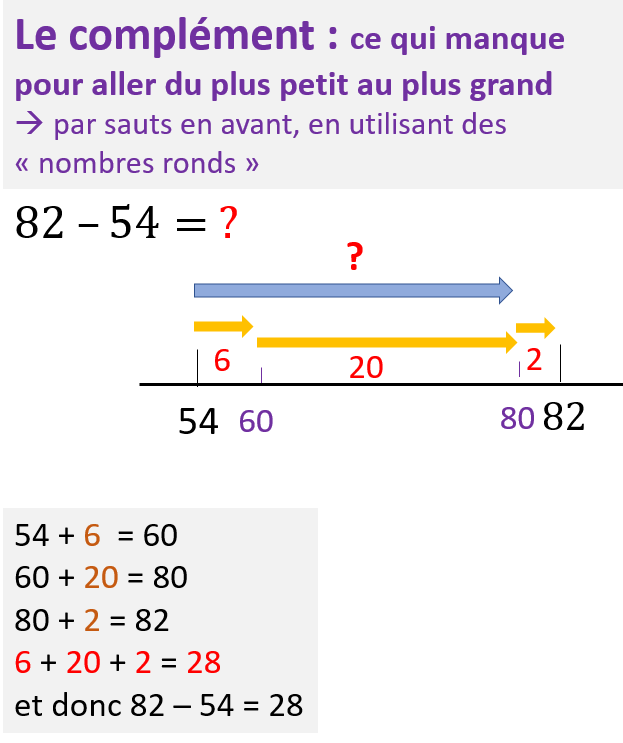 Le complément : ce qui manque
pour aller du plus petit au plus grand
→ par sauts en avant, en utilisant des
« nombres ronds »
82 – 54 = ?
?
6
20
2
54 60 80 82
54 + 6 = 60
60 + 20 = 80
80 + 2 = 82
6 + 20 + 2 = 28
et donc 82 – 54 = 28